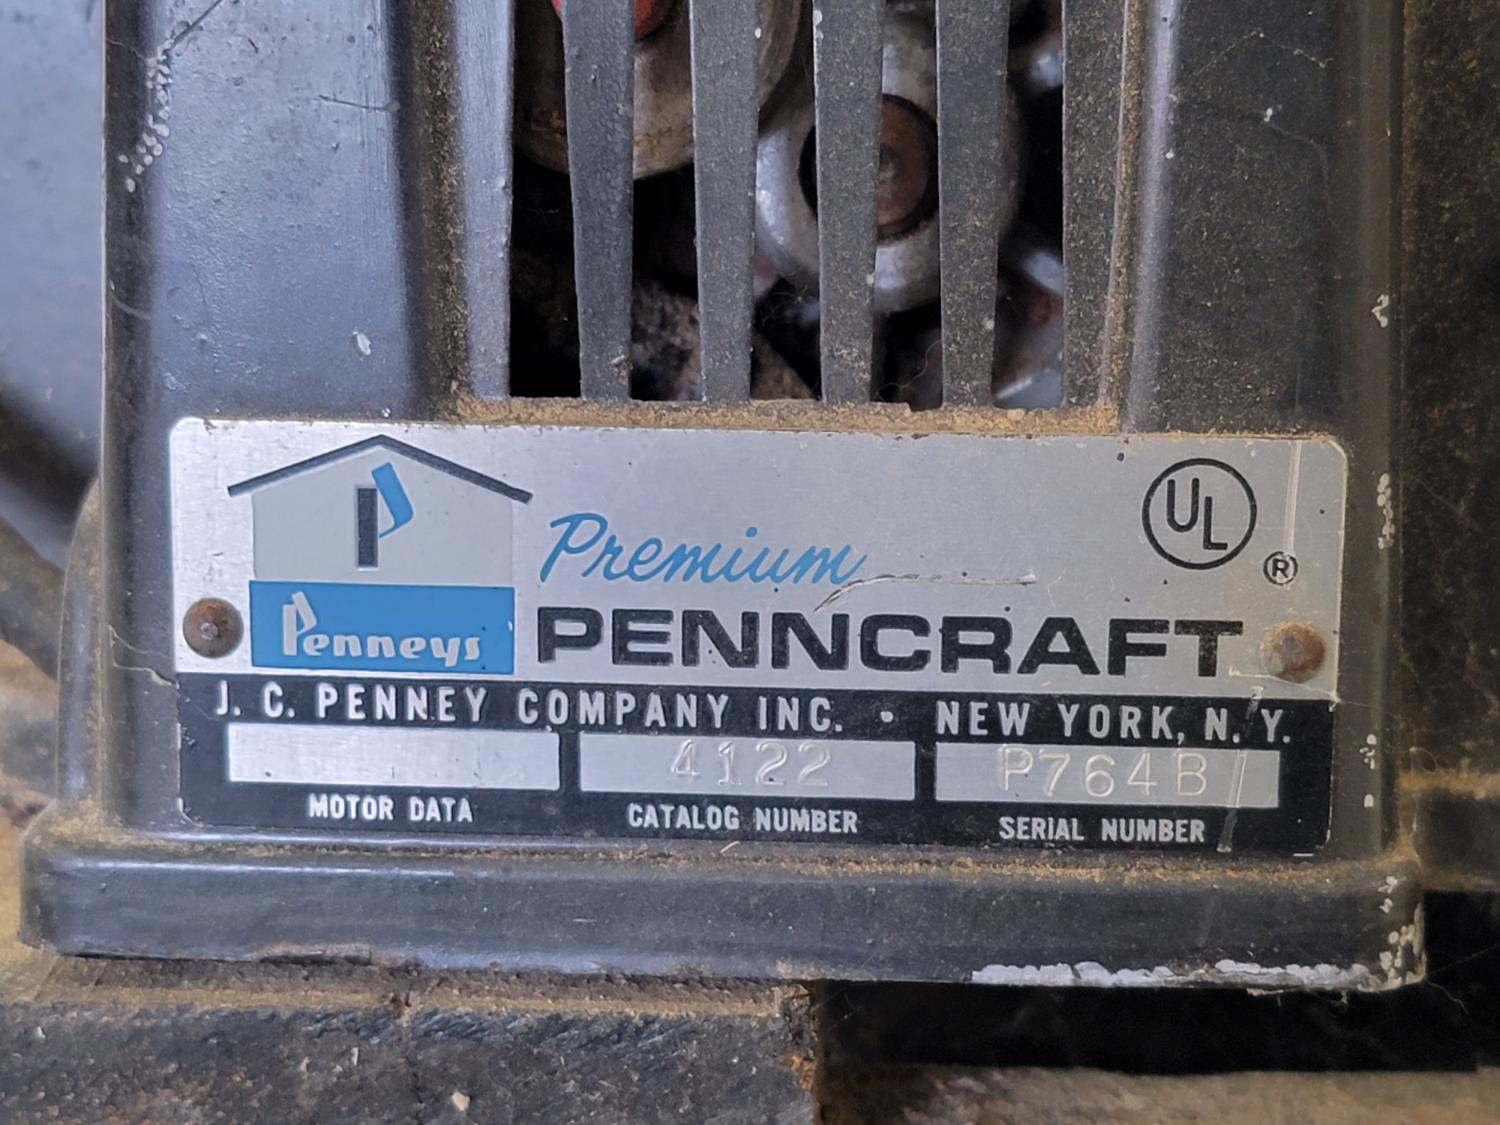 P
Penneys
Premium
PENNCRAFT
UL
®
J. C. PENNEY COMPANY INC. · NEW YORK, N. Y.
4122 P764B
MOTOR DATA CATALOG NUMBER SERIAL NUMBER